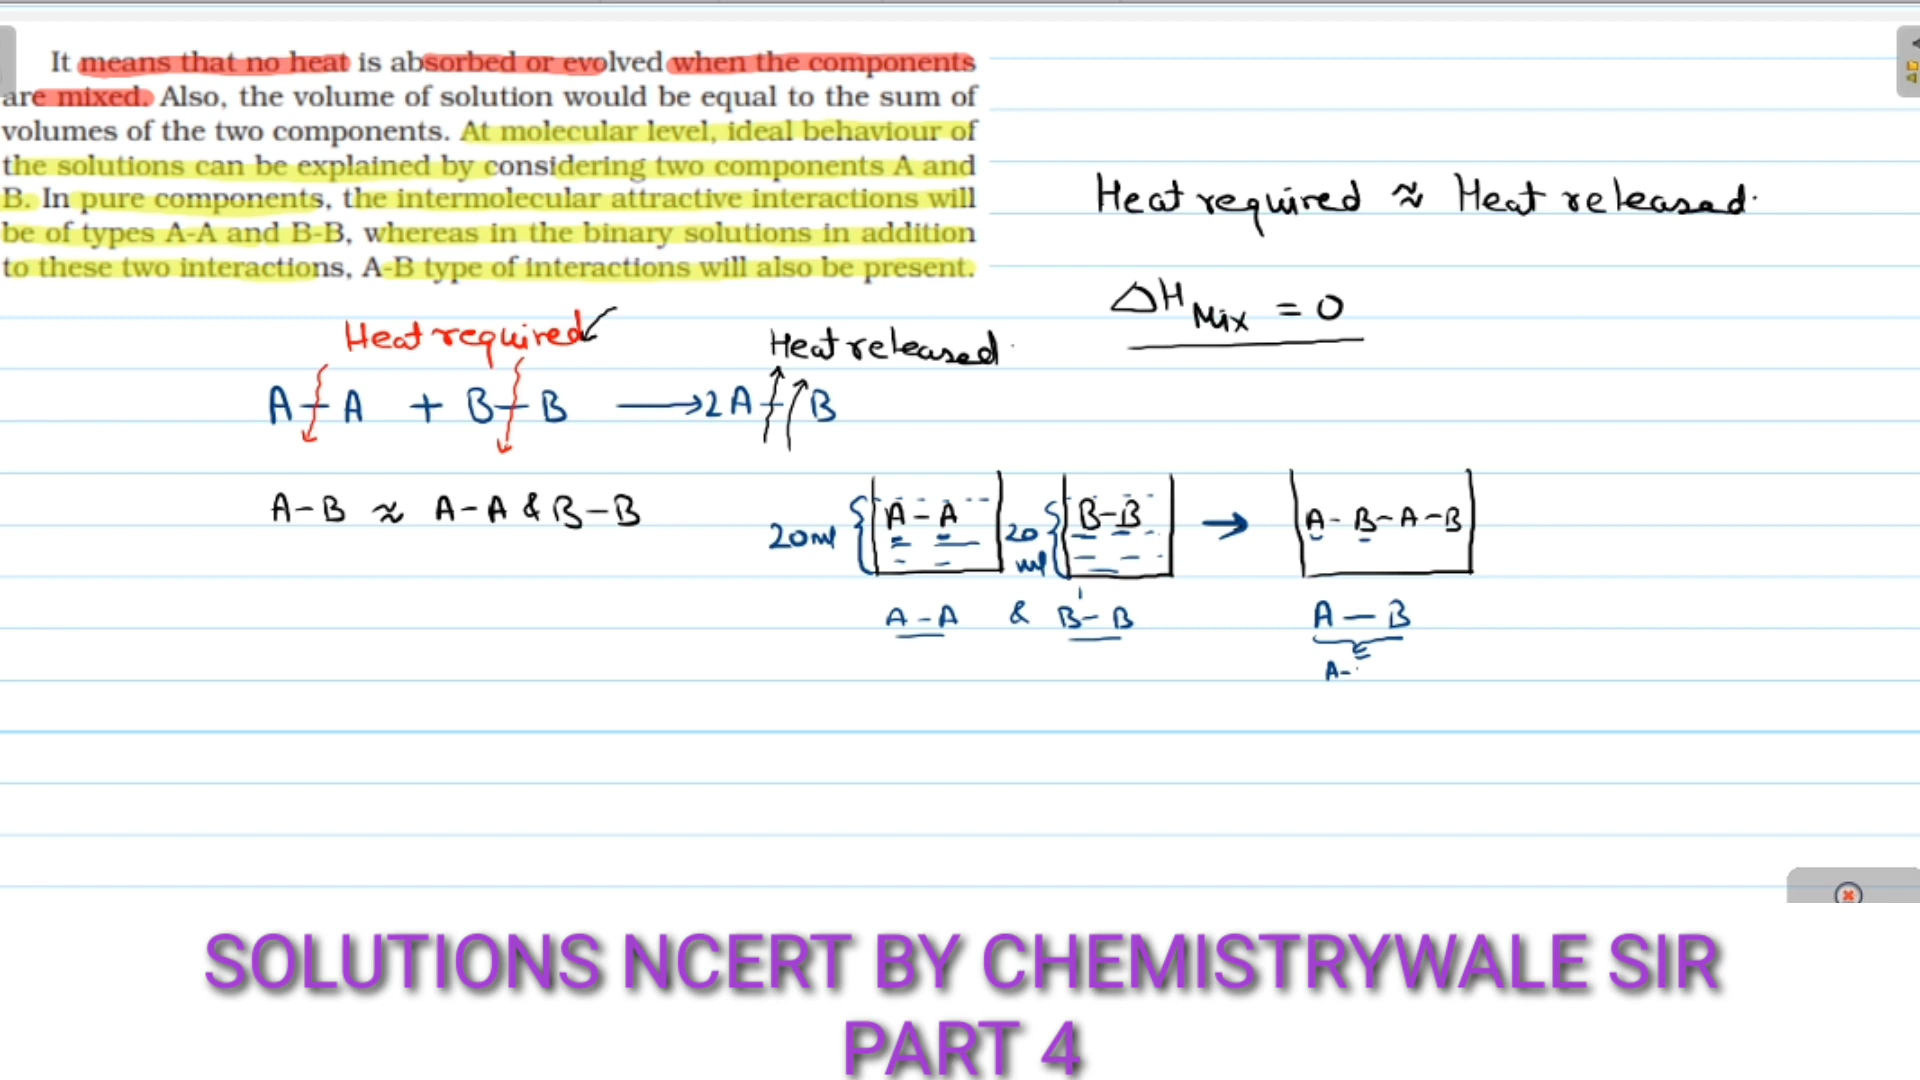 It means that no heat is absorbed or evolved when the components
are mixed. Also, the volume of solution would be equal to the sum of
volumes of the two components. At molecular level, ideal behaviour of
the solutions can be explained by considering two components A and
B. In pure components, the intermolecular attractive interactions will
be of types A-A and B-B, whereas in the binary solutions in addition
to these two interactions, A-B type of interactions will also be present.
Heat required ≈ Heat released.
ΔH Mix = 0
Heat required
Heat released
A-A + B-B → 2A-B
A-B ≈ A-A & B-B
20ml
A-A
20 ml
B-B
→
A-B-A-B
A-A & B-B
A-B
A-
SOLUTIONS NCERT BY CHEMISTRYWALE SIR
PART 4